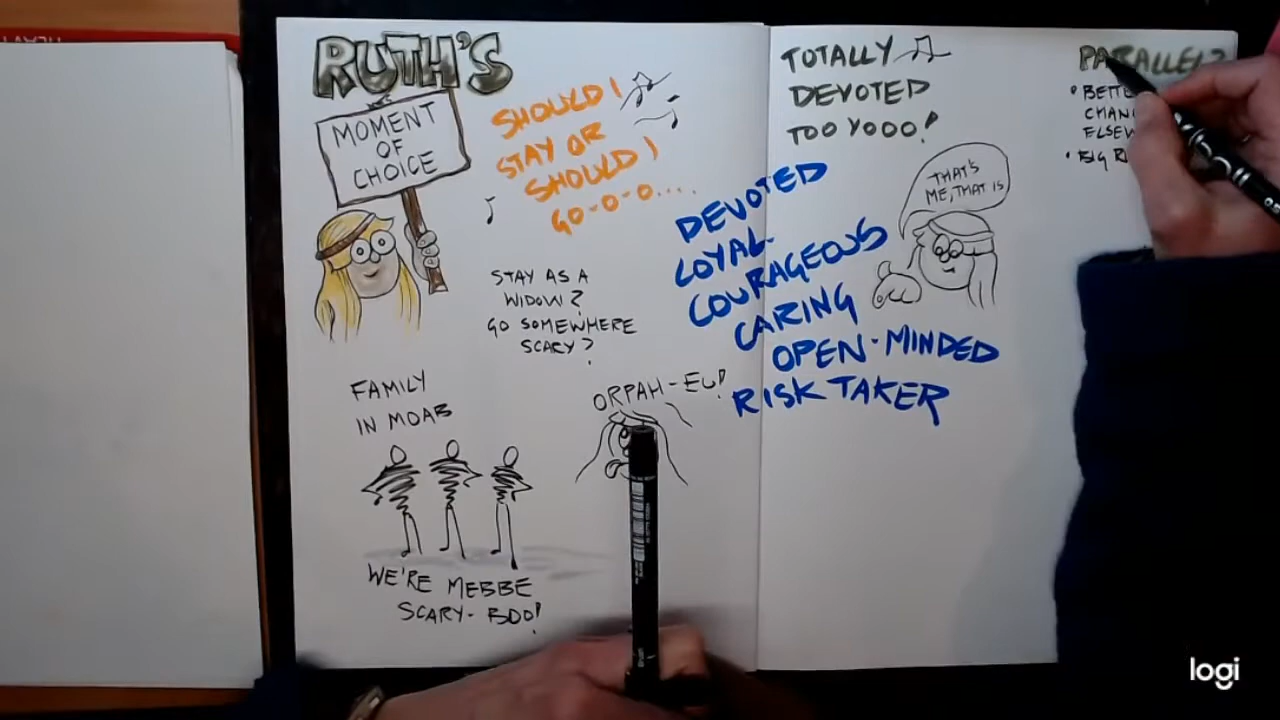 RUTH'S
MOMENT
OF
CHOICE
SHOULD I
STAY OR
SHOULD I
GO-O-O....
STAY AS A
WIDOW?
GO SOMEWHERE
SCARY?
FAMILY
IN MOAB
WE'RE MEBBE
SCARY- BOO!
ORPAH-EU!
TOTALLY
DEVOTED
TOO YOOO!
THAT'S
ME, THAT IS
DEVOTED
LOYAL
COURAGEOUS
CARING
OPEN-MINDED
RISK TAKER
BIG
logi